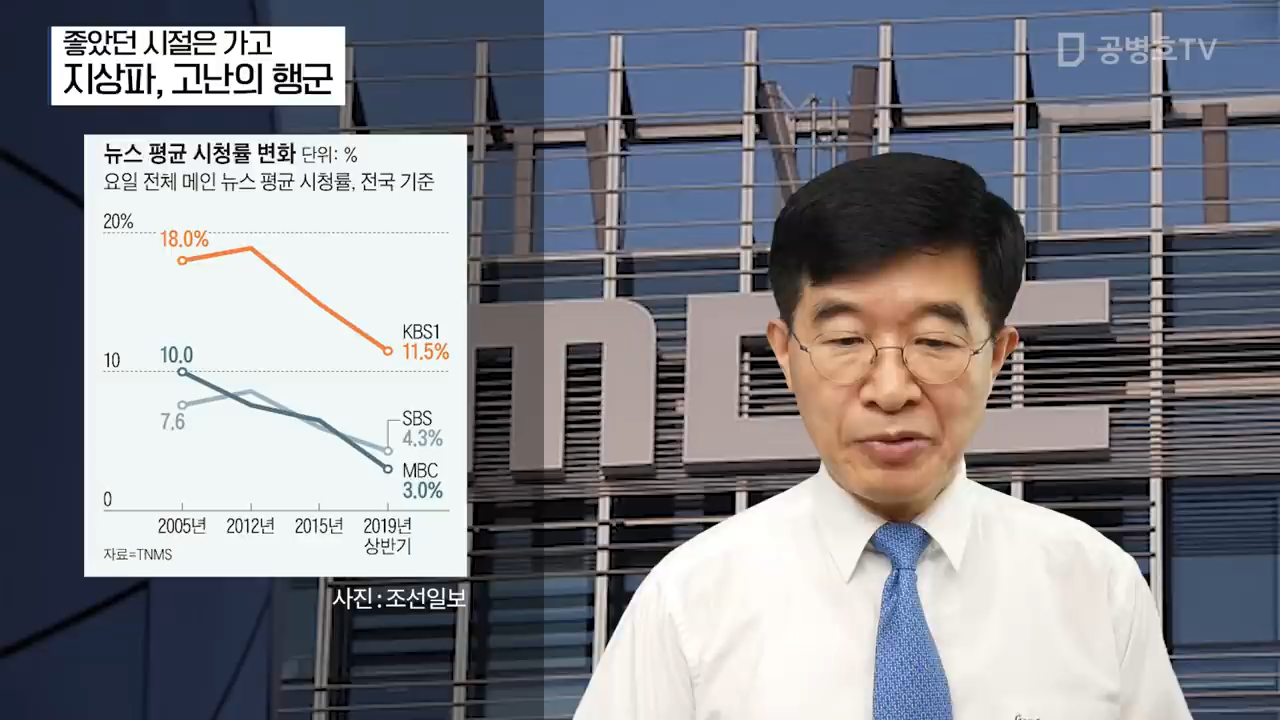 좋았던 시절은 가고
지상파, 고난의 행군
공병호TV
뉴스 평균 시청률 변화 단위: %
요일 전체 메인 뉴스 평균 시청률, 전국 기준
20%
18.0%
KBS1
11.5%
10
10.0
7.6
SBS
4.3%
MBC
3.0%
0
2005년 2012년 2015년 2019년
상반기
자료=TNMS
사진 : 조선일보
mbc